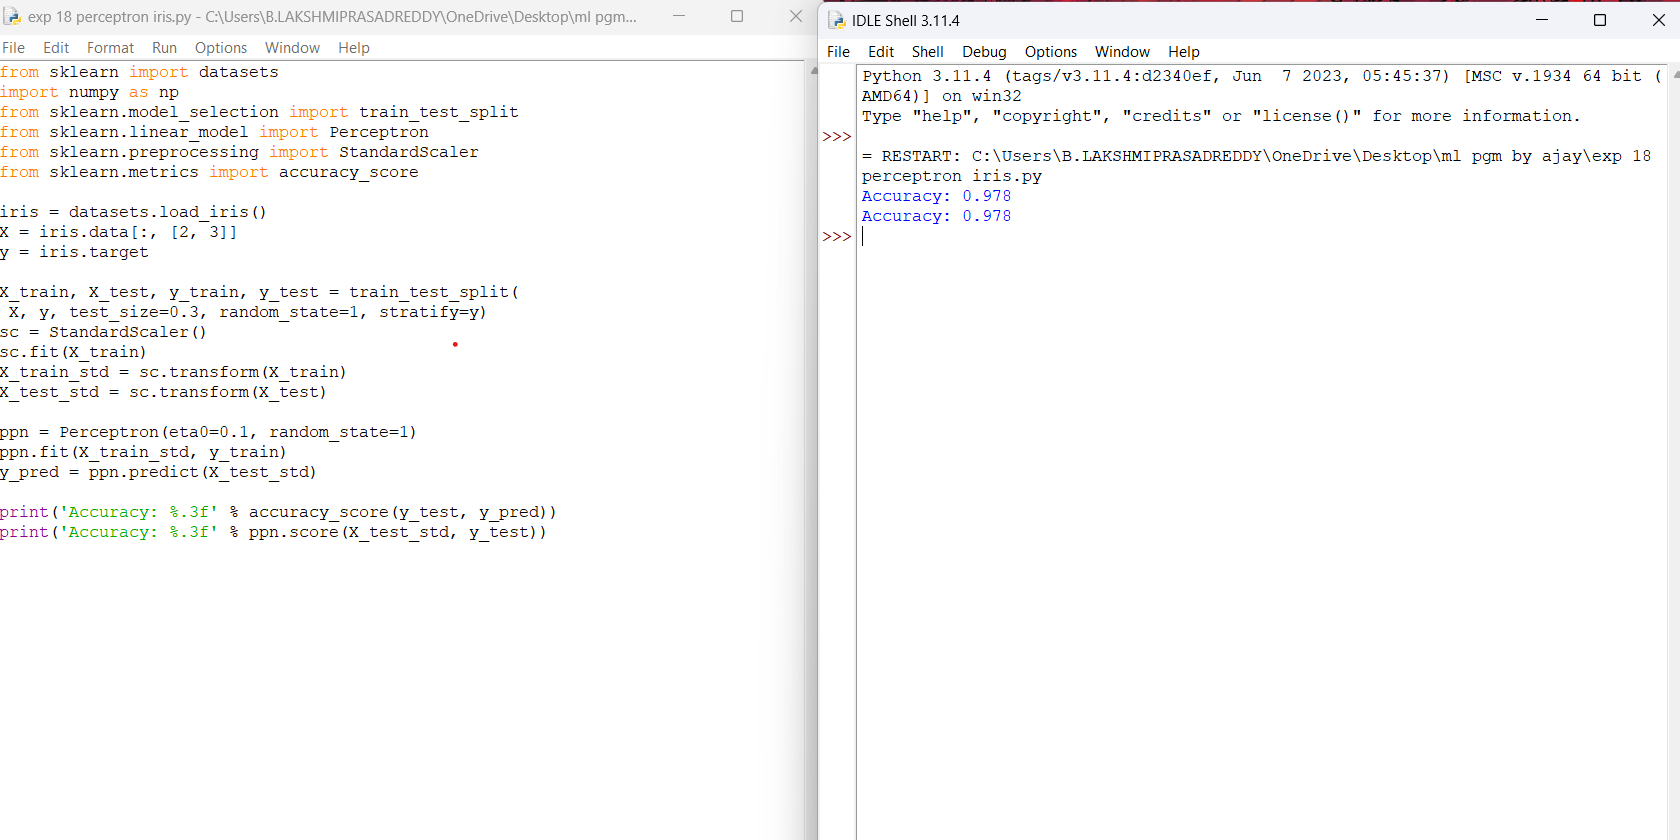 exp 18 perceptron iris.py - C:\Users\B.LAKSHMIPRASADREDDY\OneDrive\Desktop\ml pgm...
File Edit Format Run Options Window Help
from sklearn import datasets
import numpy as np
from sklearn.model_selection import train_test_split
from sklearn.linear_model import Perceptron
from sklearn.preprocessing import StandardScaler
from sklearn.metrics import accuracy_score
iris = datasets.load_iris()
X = iris.data[:, [2, 3]]
y = iris.target
X_train, X_test, y_train, y_test = train_test_split(
X, y, test_size=0.3, random_state=1, stratify=y)
sc = StandardScaler()
sc.fit(X_train)
X_train_std = sc.transform(X_train)
X_test_std = sc.transform(X_test)
ppn = Perceptron(eta0=0.1, random_state=1)
ppn.fit(X_train_std, y_train)
y_pred = ppn.predict(X_test_std)
print('Accuracy: %.3f' % accuracy_score(y_test, y_pred))
print('Accuracy: %.3f' % ppn.score(X_test_std, y_test))
IDLE Shell 3.11.4
File Edit Shell Debug Options Window Help
Python 3.11.4 (tags/v3.11.4:d2340ef, Jun  7 2023, 05:45:37) [MSC v.1934 64 bit (
AMD64)] on win32
Type "help", "copyright", "credits" or "license()" for more information.
>>>
= RESTART: C:\Users\B.LAKSHMIPRASADREDDY\OneDrive\Desktop\ml pgm by ajay\exp 18
perceptron iris.py
Accuracy: 0.978
Accuracy: 0.978
>>>